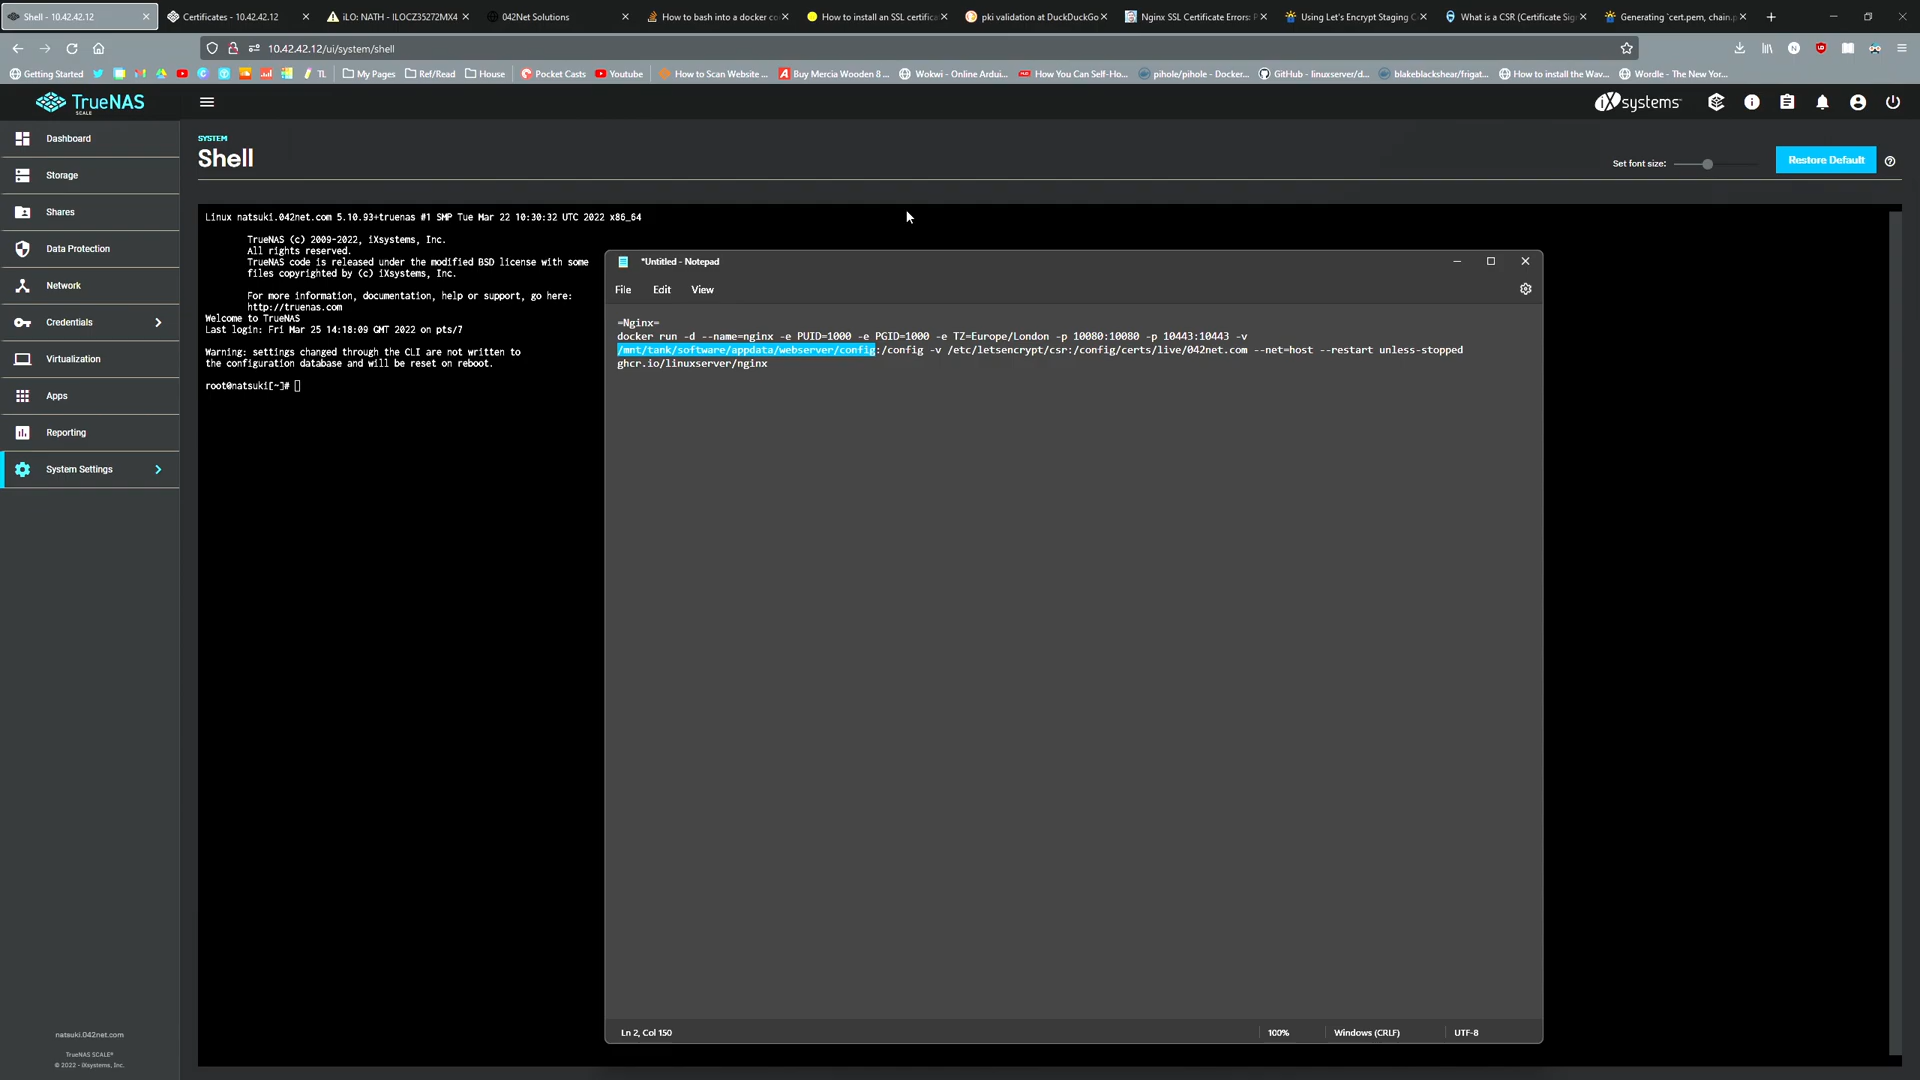 Shell - 10.42.42.12
Certificates - 10.42.42.12
iLO: NATH - ILOCZ35272MX4
042Net Solutions
How to bash into a docker co
How to install an SSL certific
pki validation at DuckDuckGo
Nginx SSL Certificate Errors: P
Using Let's Encrypt Staging C
What is a CSR (Certificate Sig
Generating `cert.pem, chain.p
10.42.42.12/ui/system/shell
Getting Started
TL
My Pages
Ref/Read
House
Pocket Casts
Youtube
How to Scan Website ...
Buy Mercia Wooden 8 ...
Wokwi - Online Ardui...
How You Can Self-Ho...
pihole/pihole - Docker...
GitHub - linuxserver/d...
blakeblackshear/frigat...
How to install the Wav...
Wordle - The New Yor...
TrueNAS
SCALE
iXsystems
Dashboard
Storage
Shares
Data Protection
Network
Credentials
Virtualization
Apps
Reporting
System Settings
natsuki.042net.com
TrueNAS SCALE®
© 2022 - iXsystems, Inc.
SYSTEM
Shell
Set font size:
Restore Default
Linux natsuki.042net.com 5.10.93+truenas #1 SMP Tue Mar 22 10:30:32 UTC 2022 x86_64
TrueNAS (c) 2009-2022, iXsystems, Inc.
All rights reserved.
TrueNAS code is released under the modified BSD license with some
files copyrighted by (c) iXsystems, Inc.
For more information, documentation, help or support, go here:
http://truenas.com
Welcome to TrueNAS
Last login: Fri Mar 25 14:18:09 GMT 2022 on pts/7
Warning: settings changed through the CLI are not written to
the configuration database and will be reset on reboot.
root@natsuki[~]#
*Untitled - Notepad
File
Edit
View
=Nginx=
docker run -d --name=nginx -e PUID=1000 -e PGID=1000 -e TZ=Europe/London -p 10080:10080 -p 10443:10443 -v
/mnt/tank/software/appdata/webserver/config:/config -v /etc/letsencrypt/csr:/config/certs/live/042net.com --net=host --restart unless-stopped
ghcr.io/linuxserver/nginx
Ln 2, Col 150
100%
Windows (CRLF)
UTF-8